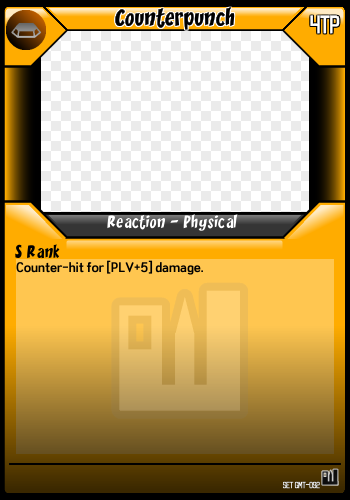 Counterpunch
4TP
Reaction - Physical
S Rank
Counter-hit for [PLV+5] damage.
SET GMT-092